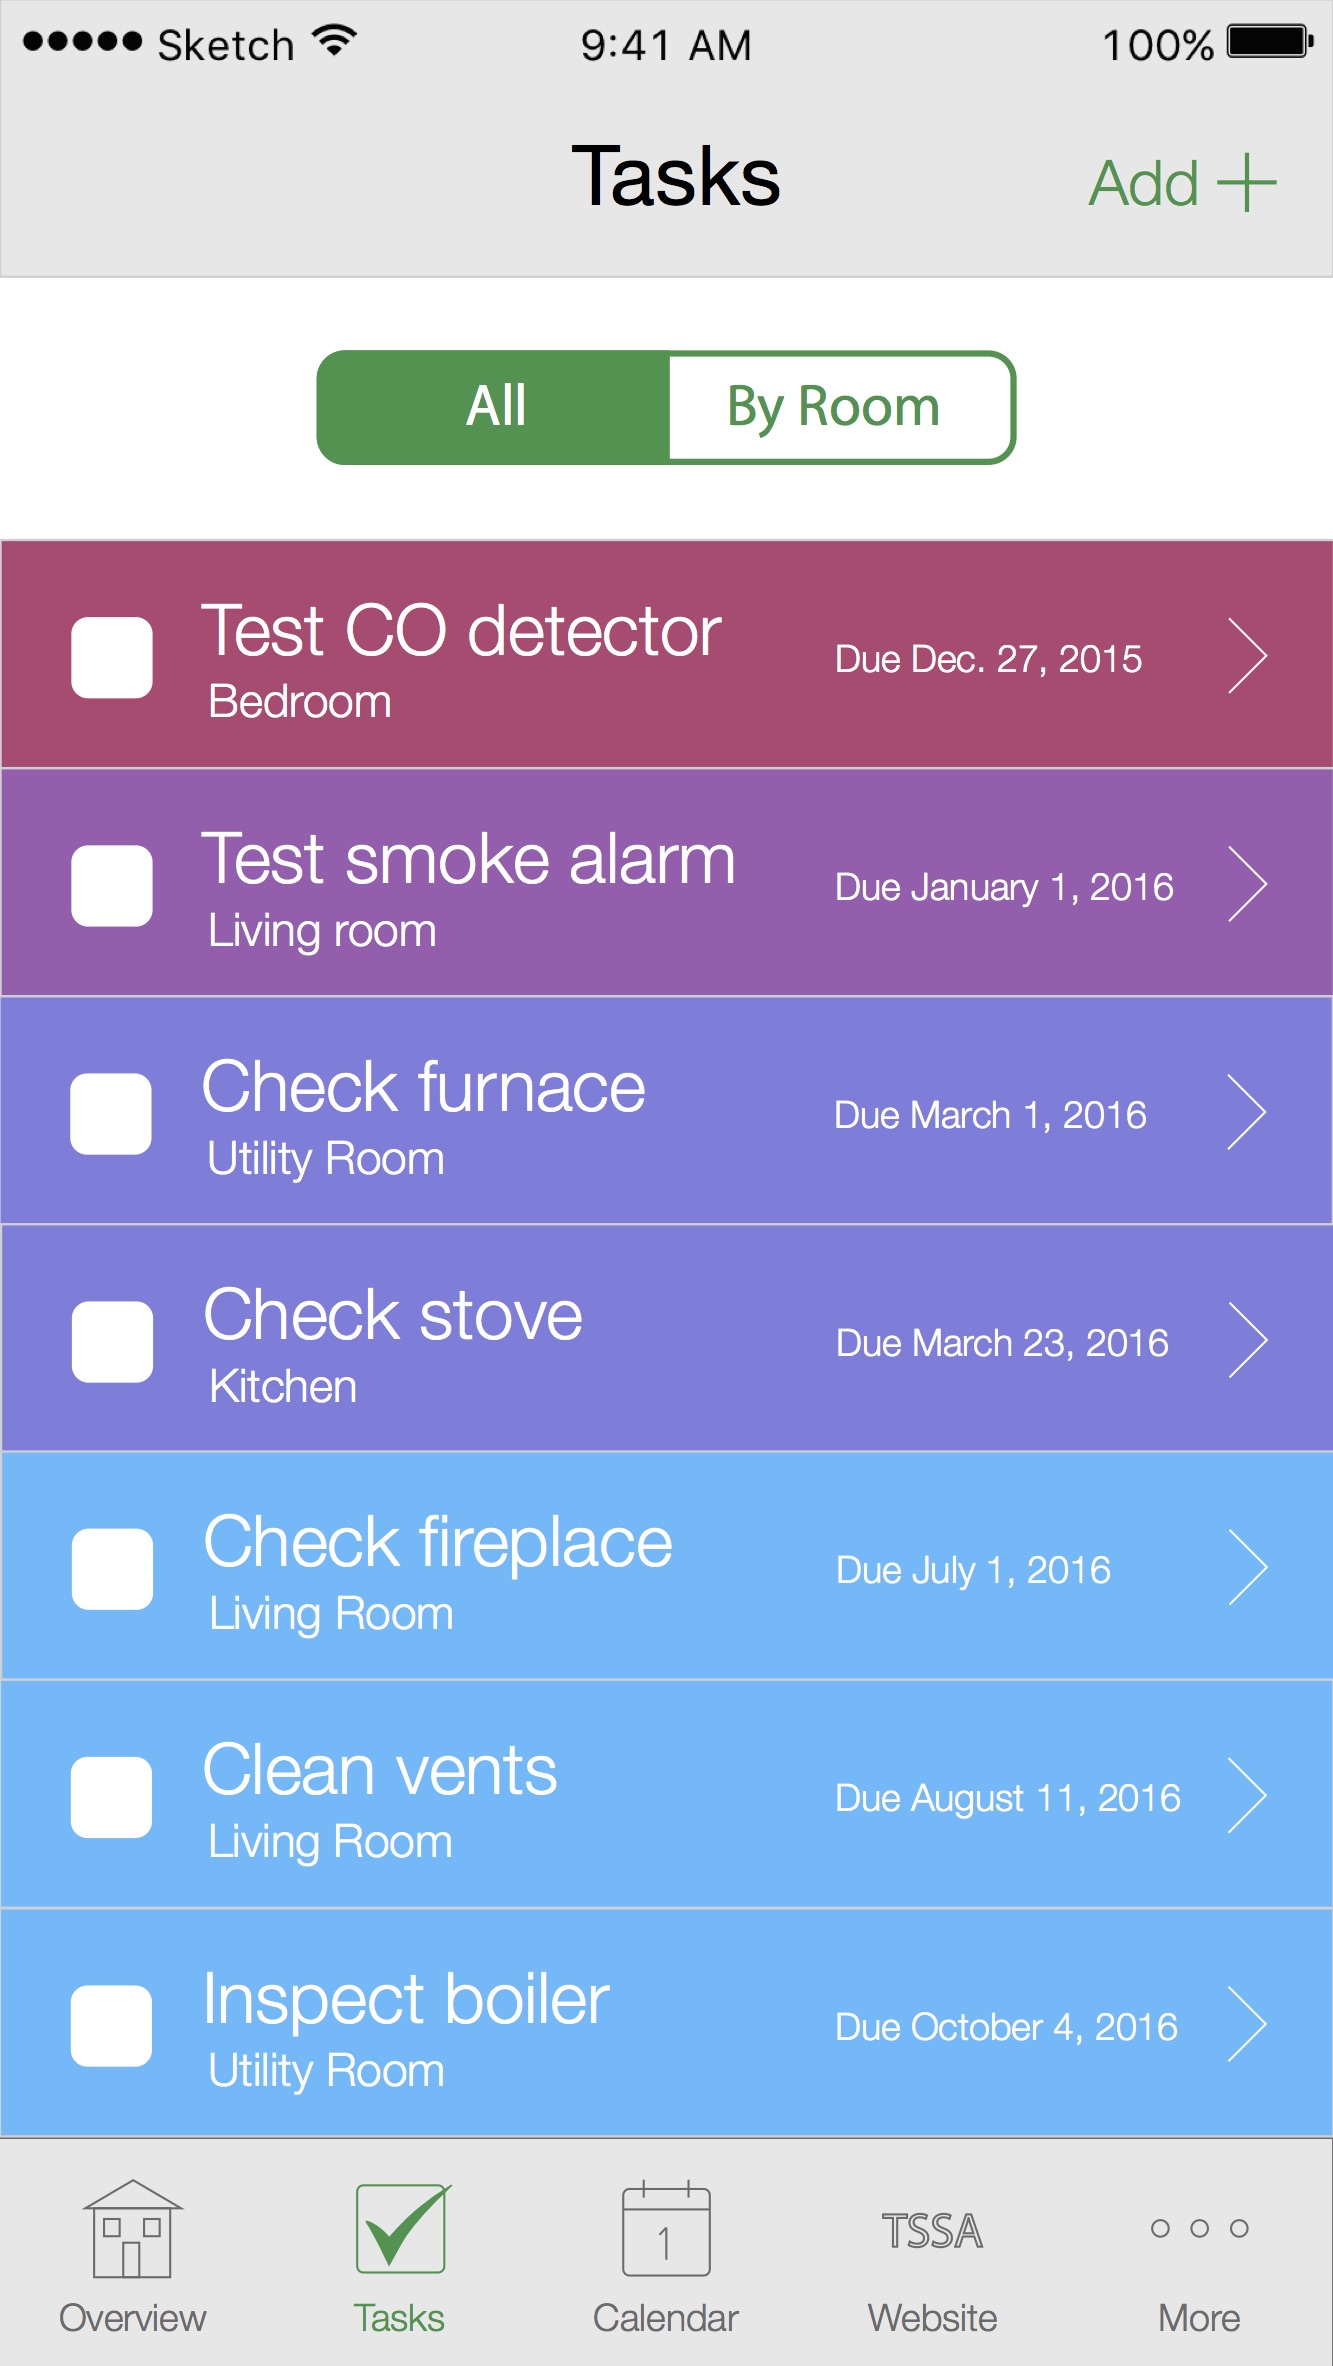 Sketch 9:41 AM 100%
Tasks Add
All By Room
Test CO detector
Bedroom
Due Dec. 27, 2015
Test smoke alarm
Living room
Due January 1, 2016
Check furnace
Utility Room
Due March 1, 2016
Check stove
Kitchen
Due March 23, 2016
Check fireplace
Living Room
Due July 1, 2016
Clean vents
Living Room
Due August 11, 2016
Inspect boiler
Utility Room
Due October 4, 2016
1 TSSA
Overview Tasks Calendar Website More